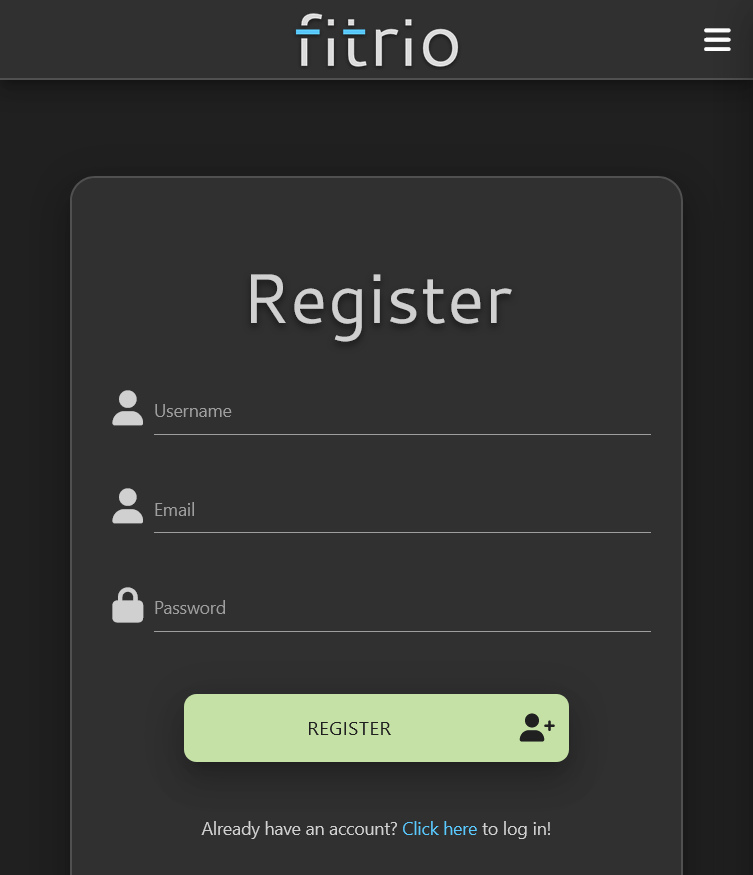 fitrio
Register
Username
Email
Password
REGISTER
Already have an account? Click here to log in!